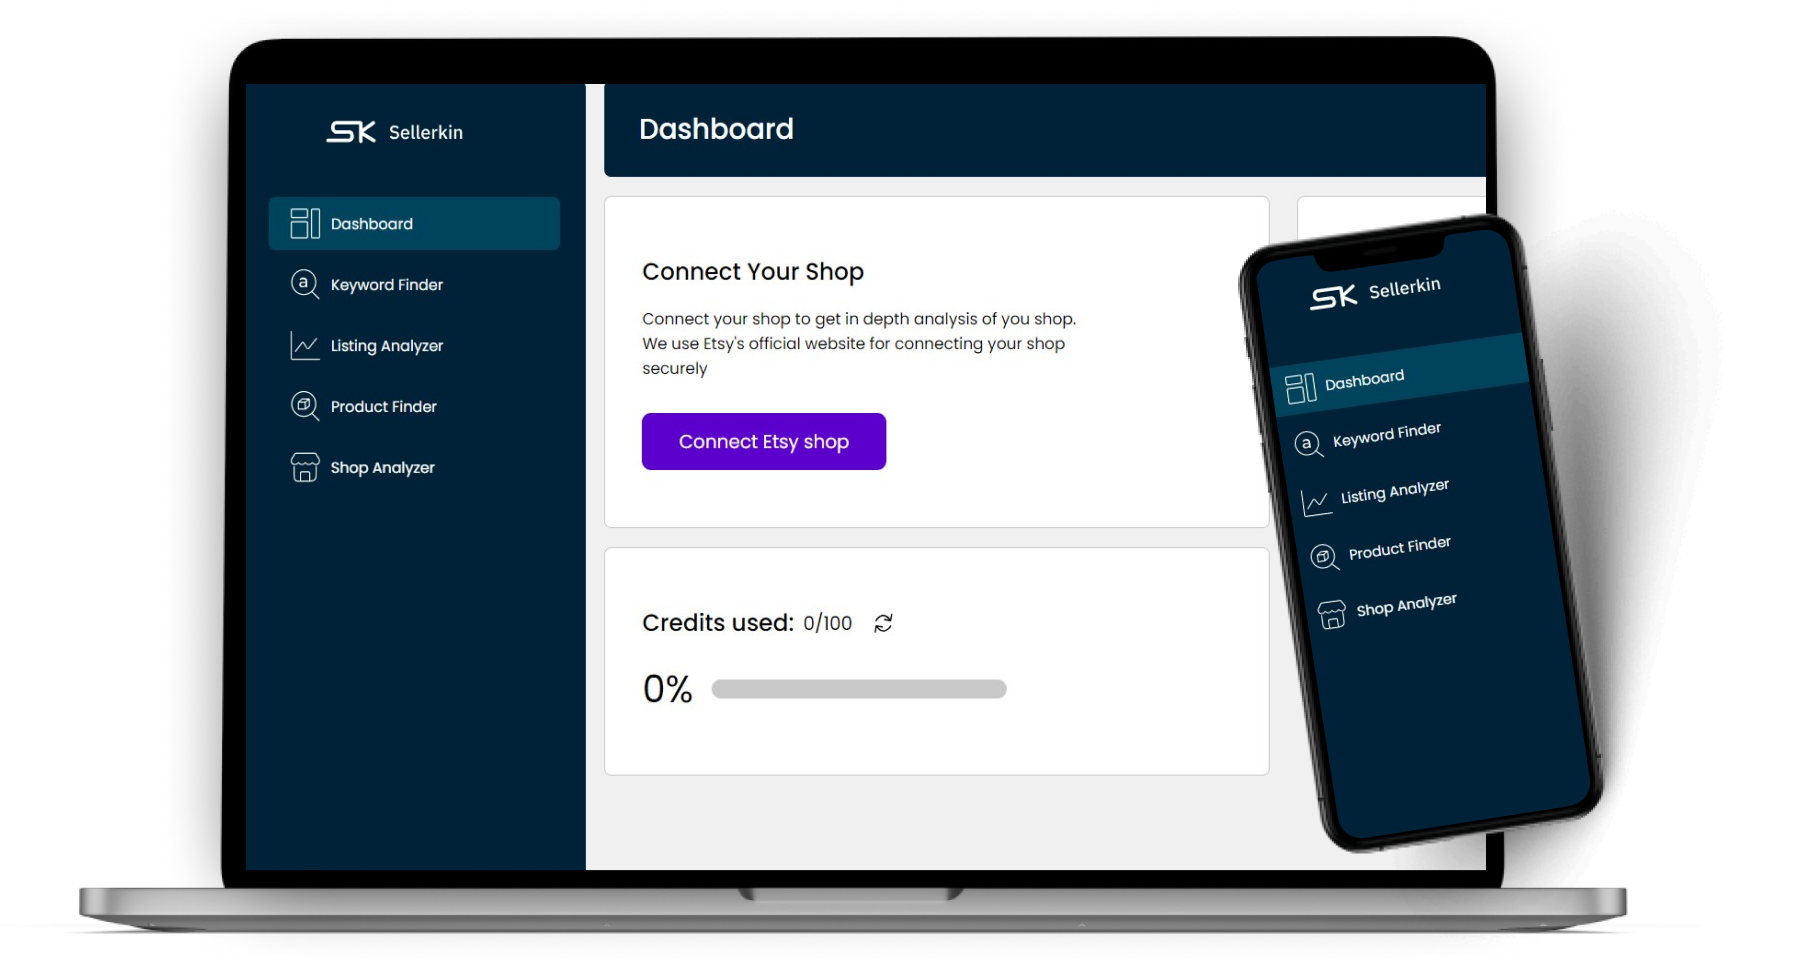 SK Sellerkin
Dashboard
Keyword Finder
Listing Analyzer
Product Finder
Shop Analyzer
Dashboard
Connect Your Shop
Connect your shop to get in depth analysis of you shop.
We use Etsy's official website for connecting your shop
securely
Connect Etsy shop
Credits used: 0/100
0%
SK Sellerkin
Dashboard
Keyword Finder
Listing Analyzer
Product Finder
Shop Analyzer